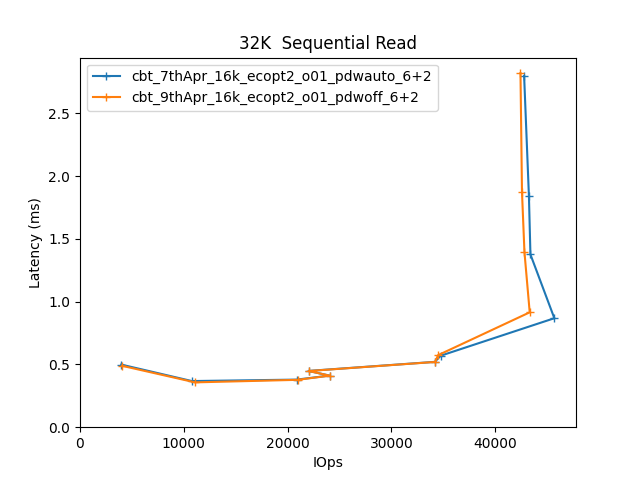 32K  Sequential Read
cbt_7thApr_16k_ecopt2_o01_pdwauto_6+2
cbt_9thApr_16k_ecopt2_o01_pdwoff_6+2
Latency (ms)
2.5
2.0
1.5
1.0
0.5
0.0
0
10000
20000
30000
40000
IOps